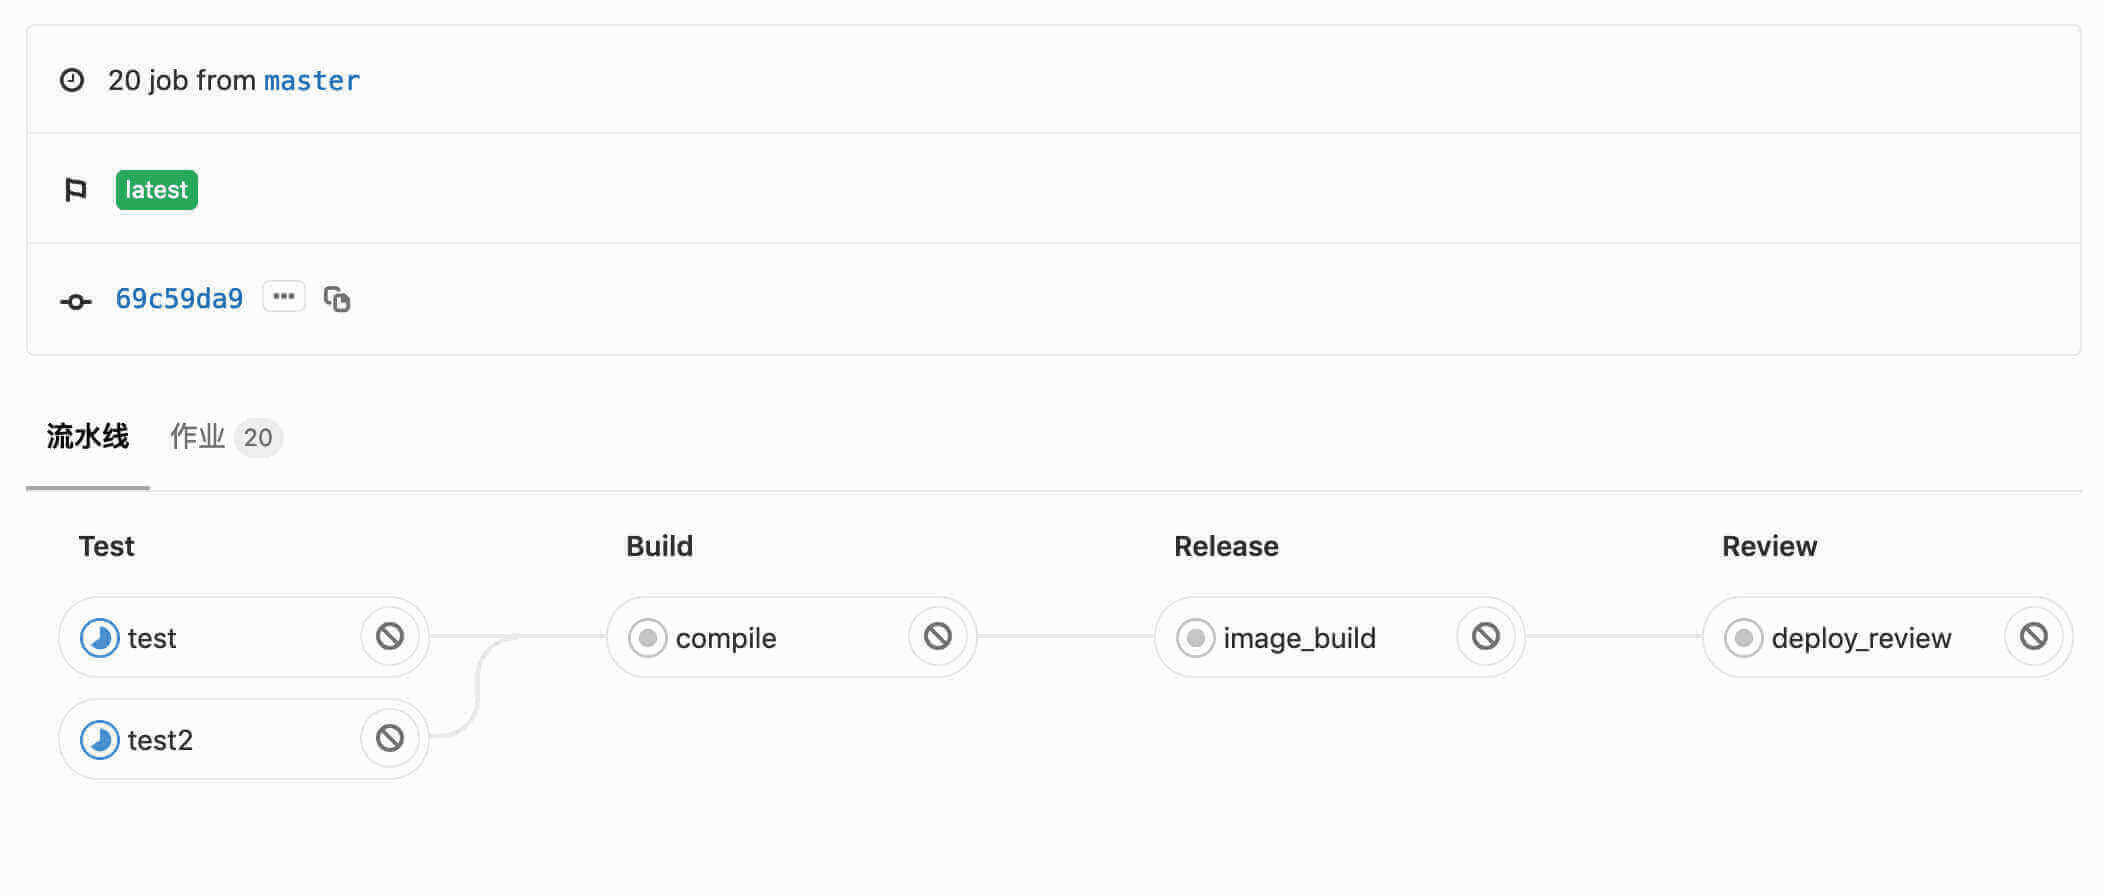 20 job from master
latest
69c59da9
流水线 作业 20
Test Build Release Review
test compile image_build deploy_review
test2